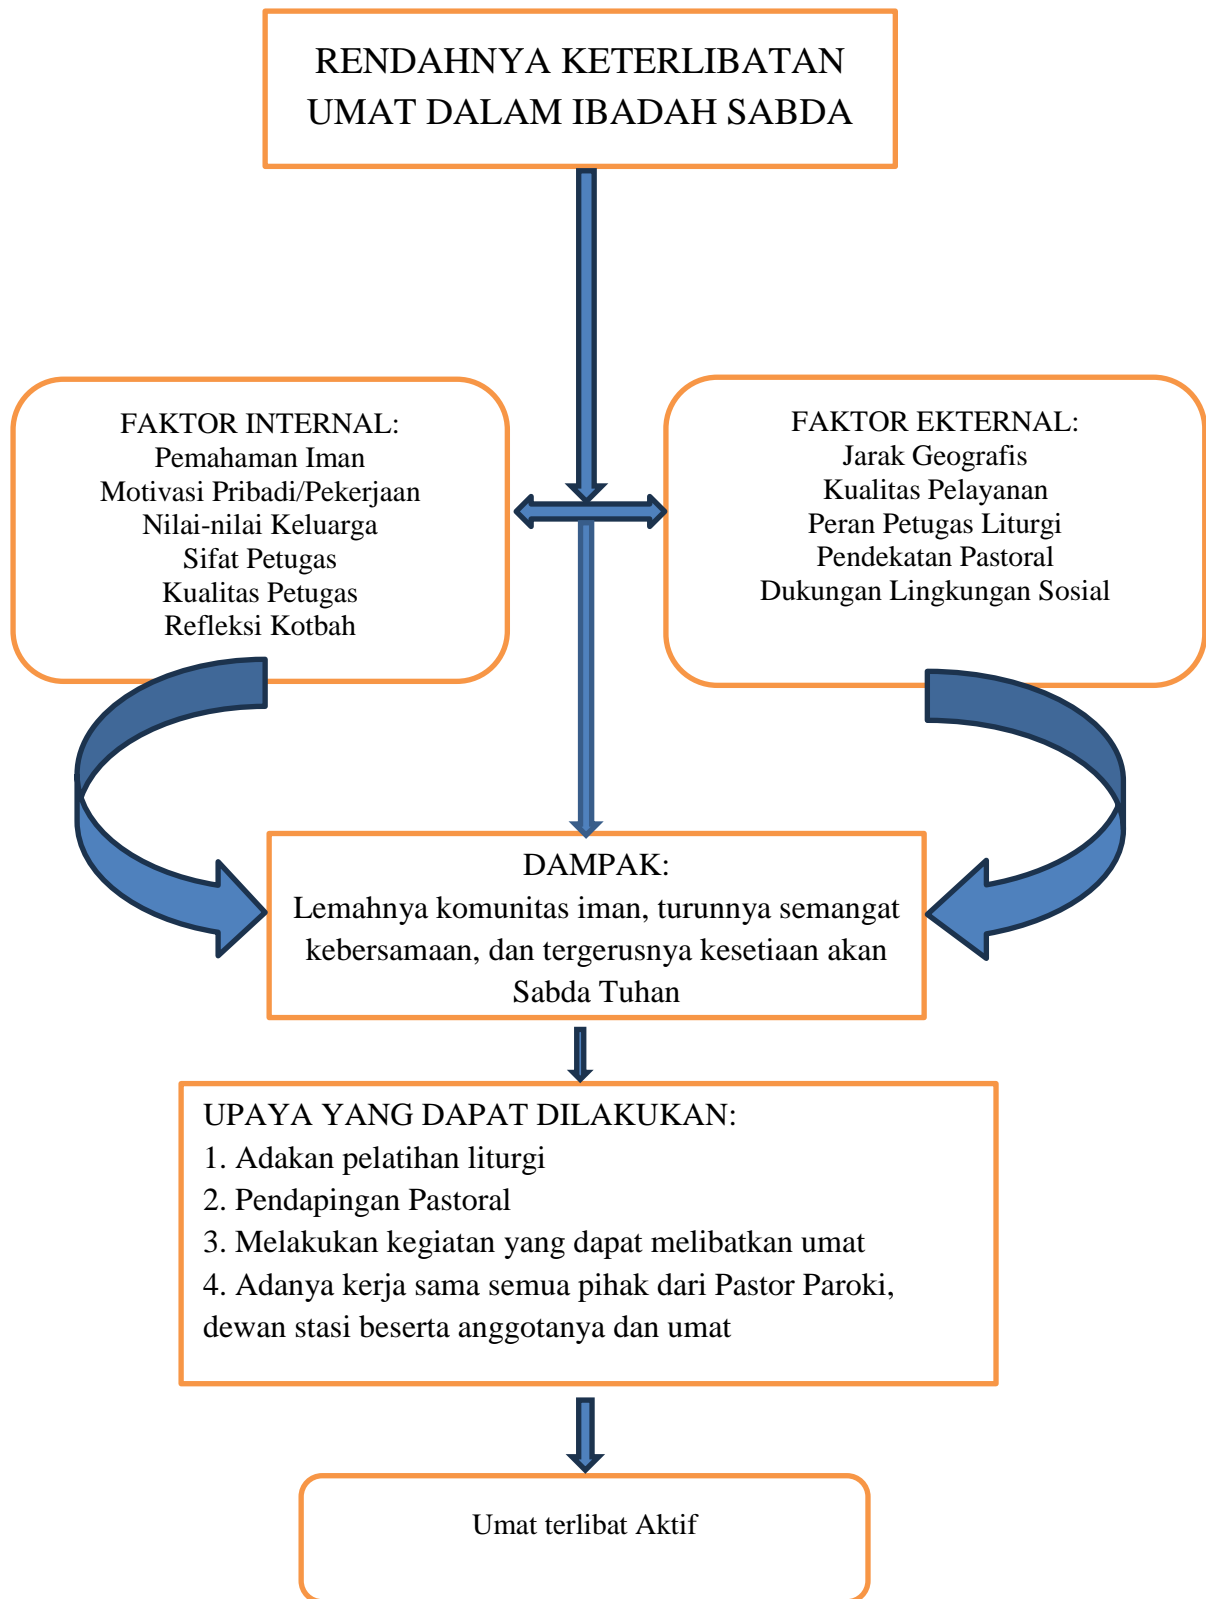 RENDAHNYA KETERLIBATAN
UMAT DALAM IBADAH SABDA
FAKTOR INTERNAL:
Pemahaman Iman
Motivasi Pribadi/Pekerjaan
Nilai-nilai Keluarga
Sifat Petugas
Kualitas Petugas
Refleksi Kotbah
FAKTOR EKTERNAL:
Jarak Geografis
Kualitas Pelayanan
Peran Petugas Liturgi
Pendekatan Pastoral
Dukungan Lingkungan Sosial
DAMPAK:
Lemahnya komunitas iman, turunnya semangat
kebersamaan, dan tergerusnya kesetiaan akan
Sabda Tuhan
UPAYA YANG DAPAT DILAKUKAN:
1. Adakan pelatihan liturgi
2. Pendapingan Pastoral
3. Melakukan kegiatan yang dapat melibatkan umat
4. Adanya kerja sama semua pihak dari Pastor Paroki,
dewan stasi beserta anggotanya dan umat
Umat terlibat Aktif